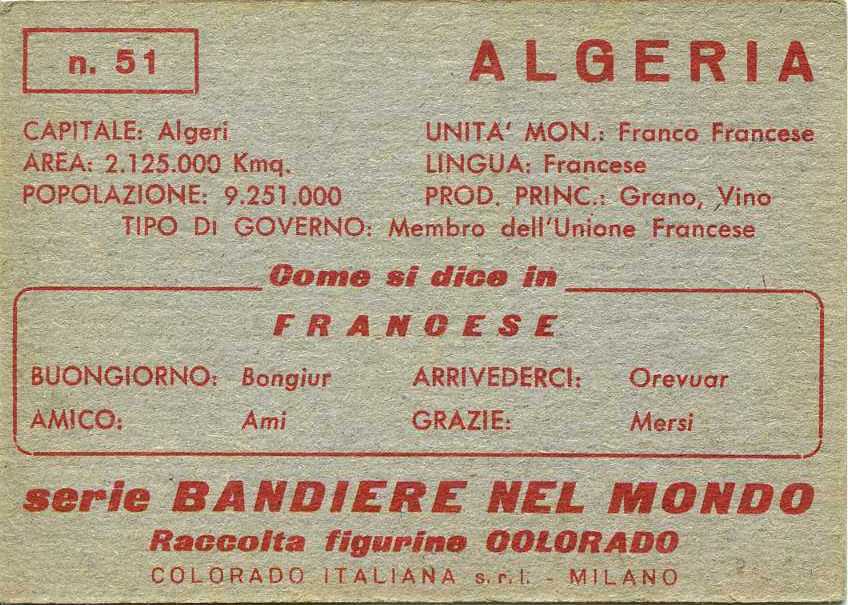 n. 51
ALGERIA
CAPITALE: Algeri
UNITA' MON.: Franco Francese
AREA: 2.125.000 Kmq.
LINGUA: Francese
POPOLAZIONE: 9.251.000
PROD. PRINC.: Grano, Vino
TIPO DI GOVERNO: Membro dell'Unione Francese
Come si dice in
FRANCESE
BUONGIORNO: Bongiur
ARRIVEDERCI: Orevuar
AMICO: Ami
GRAZIE: Mersi
serie BANDIERE NEL MONDO
Raccolta figurine COLORADO
COLORADO ITALIANA s.r.l. - MILANO